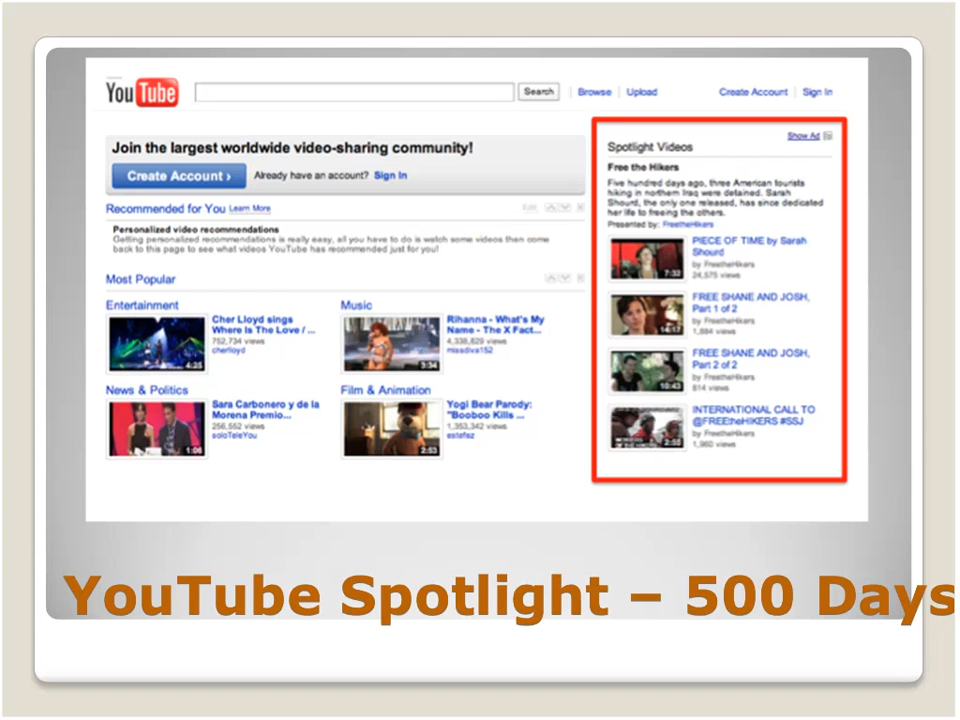 YouTube
Search
Browse
Upload
Create Account
Sign In
Join the largest worldwide video-sharing community!
Create Account ›
Already have an account? Sign In
Recommended for You Learn More
Edit
Personalized video recommendations
Getting personalized recommendations is really easy, all you have to do is watch some videos then come
back to this page to see what videos YouTube has recommended just for you!
Most Popular
Entertainment
Cher Lloyd sings
Where Is The Love / ...
752,734 views
cherlloyd
4:25
Music
Rihanna - What's My
Name - The X Fact...
4,338,629 views
missdiva152
3:34
News & Politics
Sara Carbonero y de la
Morena Premio...
256,552 views
soloTeleYou
1:06
Film & Animation
Yogi Bear Parody:
"Booboo Kills ...
1,353,342 views
estefez
2:53
Show Ad
Spotlight Videos
Free the Hikers
Five hundred days ago, three American tourists
hiking in northern Iraq were detained. Sarah
Shourd, the only one released, has since dedicated
her life to freeing the others.
Presented by: FreetheHikers
PIECE OF TIME by Sarah
Shourd
by FreetheHikers
24,575 views
7:32
FREE SHANE AND JOSH,
Part 1 of 2
by FreetheHikers
1,884 views
14:17
FREE SHANE AND JOSH,
Part 2 of 2
by FreetheHikers
814 views
10:43
INTERNATIONAL CALL TO
@FREEtheHIKERS #SSJ
by FreetheHikers
1,960 views
2:55
YouTube Spotlight – 500 Days